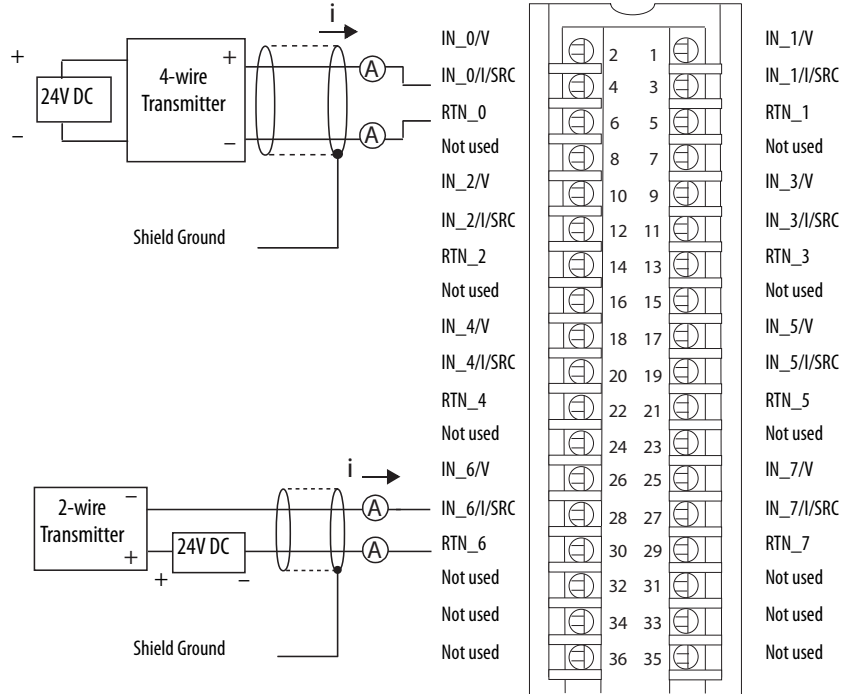 i
IN_0/V
2 1
IN_1/V
+
+
A
4-wire
Transmitter
24V DC
IN_0/I/SRC
4 3
IN_1/I/SRC
RTN_0
6 5
RTN_1
–
–
A
Not used
8 7
Not used
IN_2/V
10 9
IN_3/V
Shield Ground
IN_2/I/SRC
12 11
IN_3/I/SRC
RTN_2
14 13
RTN_3
Not used
16 15
Not used
IN_4/V
18 17
IN_5/V
IN_4/I/SRC
20 19
IN_5/I/SRC
RTN_4
22 21
RTN_5
Not used
24 23
Not used
i
IN_6/V
26 25
IN_7/V
2-wire
Transmitter
–
+
A
IN_6/I/SRC
28 27
IN_7/I/SRC
24V DC
+ –
A
RTN_6
30 29
RTN_7
Not used
32 31
Not used
Not used
34 33
Not used
Shield Ground
Not used
36 35
Not used